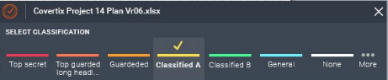 Covertix Project 14 Plan Vr06.xlsx
SELECT CLASSIFICATION
Top secret Top guarded long headl... Guardeded Classified A Classified B General None More